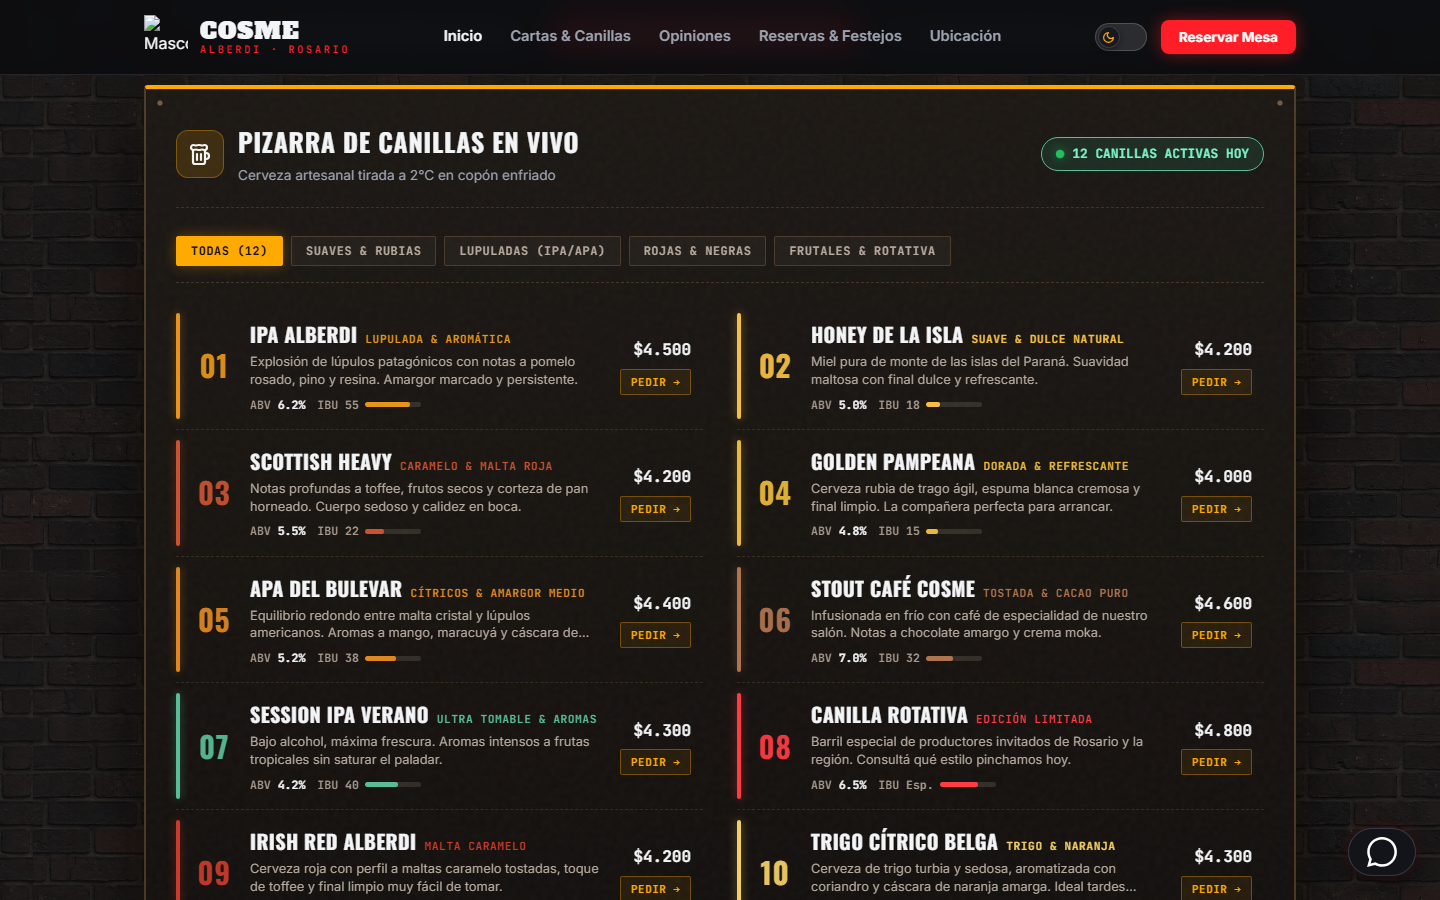 Masco
COSME
ALBERDI · ROSARIO
Inicio
Cartas & Canillas
Opiniones
Reservas & Festejos
Ubicación
Reservar Mesa
PIZARRA DE CANILLAS EN VIVO
Cerveza artesanal tirada a 2°C en copón enfriado
12 CANILLAS ACTIVAS HOY
TODAS (12)
SUAVES & RUBIAS
LUPULADAS (IPA/APA)
ROJAS & NEGRAS
FRUTALES & ROTATIVA
01
IPA ALBERDI LUPULADA & AROMÁTICA
Explosión de lúpulos patagónicos con notas a pomelo
rosado, pino y resina. Amargor marcado y persistente.
ABV 6.2% IBU 55
$4.500
PEDIR →
02
HONEY DE LA ISLA SUAVE & DULCE NATURAL
Miel pura de monte de las islas del Paraná. Suavidad
maltosa con final dulce y refrescante.
ABV 5.0% IBU 18
$4.200
PEDIR →
03
SCOTTISH HEAVY CARAMELO & MALTA ROJA
Notas profundas a toffee, frutos secos y corteza de pan
horneado. Cuerpo sedoso y calidez en boca.
ABV 5.5% IBU 22
$4.200
PEDIR →
04
GOLDEN PAMPEANA DORADA & REFRESCANTE
Cerveza rubia de trago ágil, espuma blanca cremosa y
final limpio. La compañera perfecta para arrancar.
ABV 4.8% IBU 15
$4.000
PEDIR →
05
APA DEL BULEVAR CÍTRICOS & AMARGOR MEDIO
Equilibrio redondo entre malta cristal y lúpulos
americanos. Aromas a mango, maracuyá y cáscara de...
ABV 5.2% IBU 38
$4.400
PEDIR →
06
STOUT CAFÉ COSME TOSTADA & CACAO PURO
Infusionada en frío con café de especialidad de nuestro
salón. Notas a chocolate amargo y crema moka.
ABV 7.0% IBU 32
$4.600
PEDIR →
07
SESSION IPA VERANO ULTRA TOMABLE & AROMAS
Bajo alcohol, máxima frescura. Aromas intensos a frutas
tropicales sin saturar el paladar.
ABV 4.2% IBU 40
$4.300
PEDIR →
08
CANILLA ROTATIVA EDICIÓN LIMITADA
Barril especial de productores invitados de Rosario y la
región. Consultá qué estilo pinchamos hoy.
ABV 6.5% IBU Esp.
$4.800
PEDIR →
09
IRISH RED ALBERDI MALTA CARAMELO
Cerveza roja con perfil a maltas caramelo tostadas, toque
de toffee y final limpio muy fácil de tomar.
$4.200
PEDIR →
10
TRIGO CÍTRICO BELGA TRIGO & NARANJA
Cerveza de trigo turbia y sedosa, aromatizada con
coriandro y cáscara de naranja amarga. Ideal tardes...
$4.300
PEDIR →